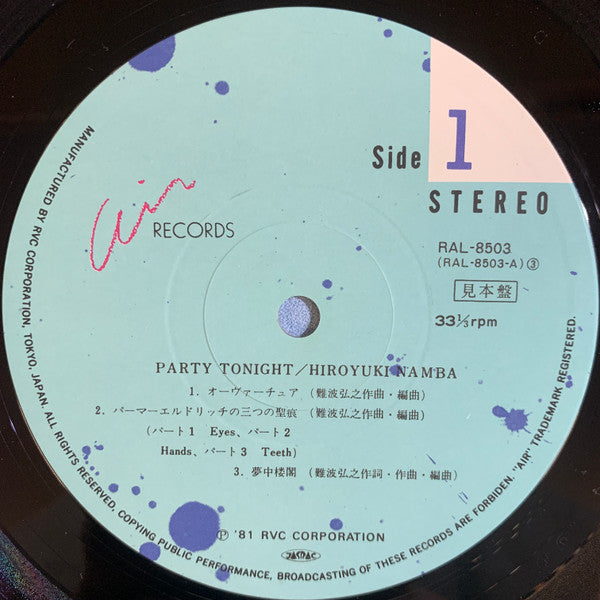 Side 1
STEREO
Air RECORDS
RAL-8503
(RAL-8503-A) ③
見本盤
33⅓rpm
PARTY TONIGHT／HIROYUKI NAMBA
1. オーヴァーチュア （難波弘之作曲・編曲）
2. パーマーエルドリッチの三つの聖痕 （難波弘之作曲・編曲）
(パート1 Eyes、パート2
Hands、パート3 Teeth)
3. 夢中楼閣 （難波弘之作詞・作曲・編曲）
Ⓟ '81 RVC CORPORATION
JASRAC
MANUFACTURED BY RVC CORPORATION, TOKYO, JAPAN. ALL RIGHTS RESERVED, COPYING PUBLIC PERFORMANCE, BROADCASTING OF THESE RECORDS ARE FORBIDEN. "AIR" TRADEMARK REGISTERED.